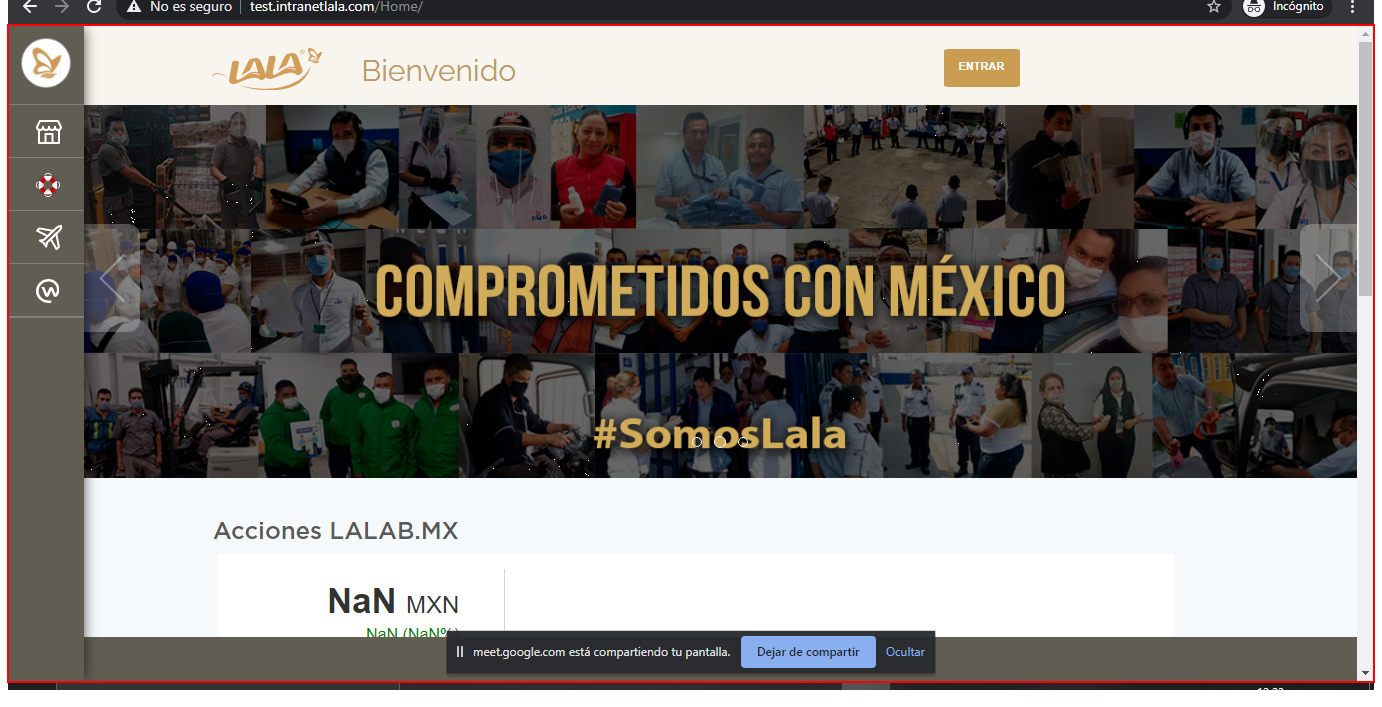 No es seguro | test.intranetlala.com/Home/
Incógnito
LALA
Bienvenido
ENTRAR
COMPROMETIDOS CON MÉXICO
#SomosLala
Acciones LALAB.MX
NaN MXN
NaN (NaN%)
meet.google.com está compartiendo tu pantalla.
Dejar de compartir
Ocultar